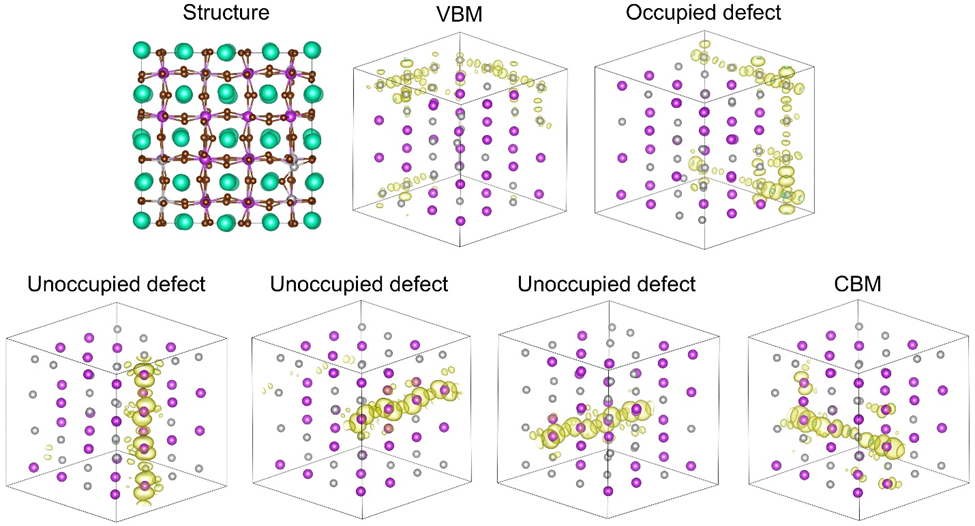 Structure
VBM
Occupied defect
Unoccupied defect
Unoccupied defect
Unoccupied defect
CBM